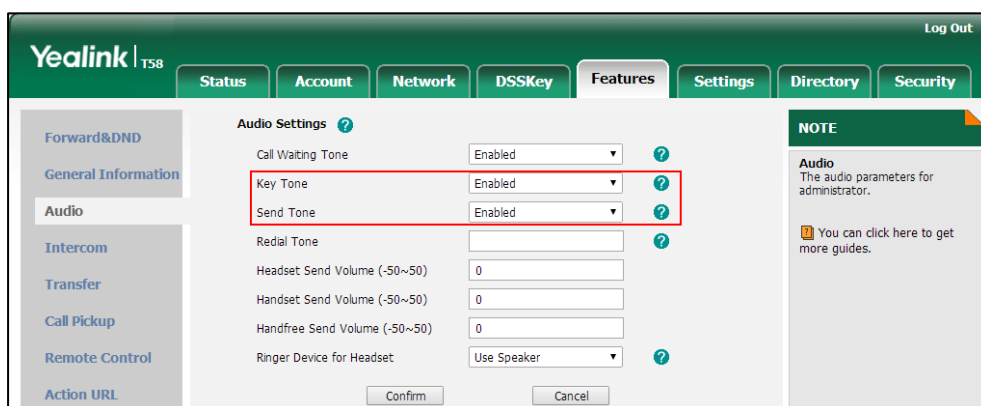 Log Out
Yealink T58
Status Account Network DSSKey Features Settings Directory Security
Forward&DND
General Information
Audio
Intercom
Transfer
Call Pickup
Remote Control
Action URL
Audio Settings ?
Call Waiting Tone Enabled ?
Key Tone Enabled ?
Send Tone Enabled ?
Redial Tone ?
Headset Send Volume (-50~50) 0
Handset Send Volume (-50~50) 0
Handfree Send Volume (-50~50) 0
Ringer Device for Headset Use Speaker ?
Confirm Cancel
NOTE
Audio
The audio parameters for
administrator.
? You can click here to get
more guides.